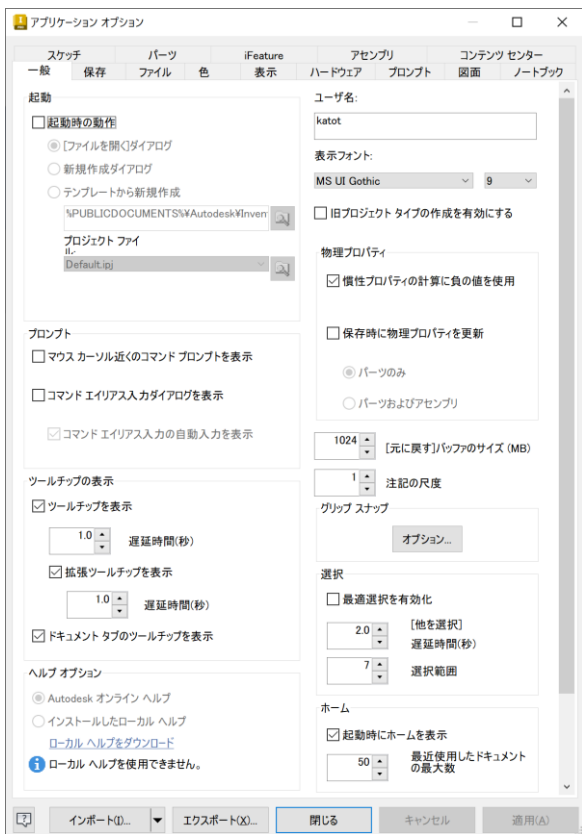 アプリケーション オプション
スケッチ パーツ iFeature アセンブリ コンテンツ センター
一般 保存 ファイル 色 表示 ハードウェア プロンプト 図面 ノートブック
起動
起動時の動作
[ファイルを開く]ダイアログ
新規作成ダイアログ
テンプレートから新規作成
%PUBLICDOCUMENTS%¥Autodesk¥Inven
プロジェクト ファイ
ル:
Default.ipj
プロンプト
マウス カーソル近くのコマンド プロンプトを表示
コマンド エイリアス入力ダイアログを表示
コマンド エイリアス入力の自動入力を表示
ツールチップの表示
ツールチップを表示
1.0 遅延時間(秒)
拡張ツールチップを表示
1.0 遅延時間(秒)
ドキュメント タブのツールチップを表示
ヘルプ オプション
Autodesk オンライン ヘルプ
インストールしたローカル ヘルプ
ローカル ヘルプをダウンロード
ローカル ヘルプを使用できません。
ユーザ名:
katot
表示フォント:
MS UI Gothic 9
旧プロジェクト タイプの作成を有効にする
物理プロパティ
慣性プロパティの計算に負の値を使用
保存時に物理プロパティを更新
パーツのみ
パーツおよびアセンブリ
1024 [元に戻す]バッファのサイズ (MB)
1 注記の尺度
グリップ スナップ
オプション...
選択
最適選択を有効化
2.0 [他を選択]
遅延時間(秒)
7 選択範囲
ホーム
起動時にホームを表示
50 最近使用したドキュメント
の最大数
インポート(I)... エクスポート(X)... 閉じる キャンセル 適用(A)